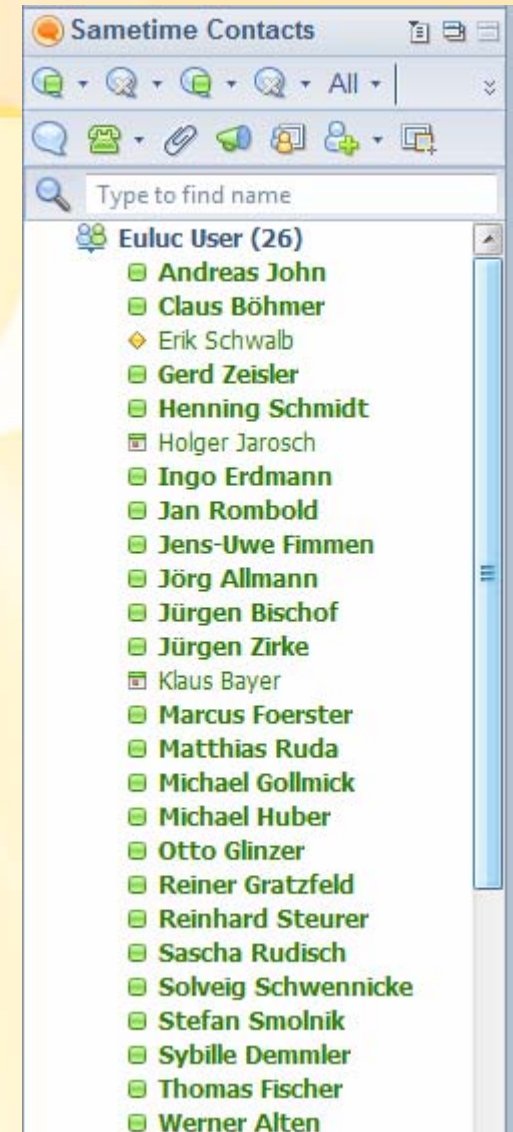 Sametime Contacts
All
Type to find name
Euluc User (26)
Andreas John
Claus Böhmer
Erik Schwalb
Gerd Zeisler
Henning Schmidt
Holger Jarosch
Ingo Erdmann
Jan Rombold
Jens-Uwe Fimmen
Jörg Allmann
Jürgen Bischof
Jürgen Zirke
Klaus Bayer
Marcus Foerster
Matthias Ruda
Michael Gollmick
Michael Huber
Otto Glinzer
Reiner Gratzfeld
Reinhard Steurer
Sascha Rudisch
Solveig Schwennicke
Stefan Smolnik
Sybille Demmler
Thomas Fischer
Werner Alten